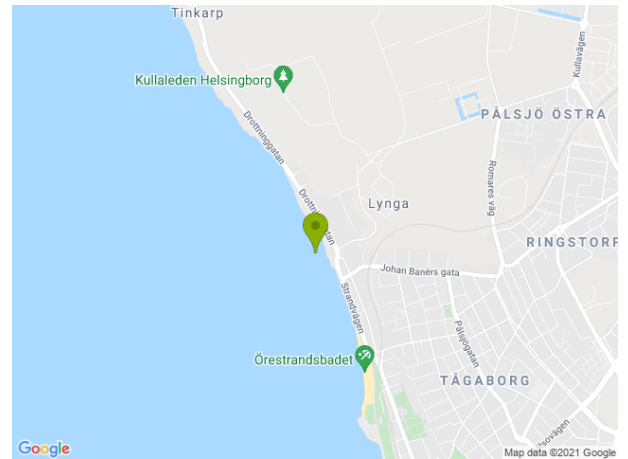 Tinkarp
Kullaleden Helsingborg
Kullavägen
PÅLSJÖ ÖSTRA
Drottninggatan
Romares väg
Lynga
RINGSTORP
Johan Banérs gata
Strandvägen
Pålsjögatan
Örestrandsbadet
TÅGABORG
Google
Map data ©2021 Google